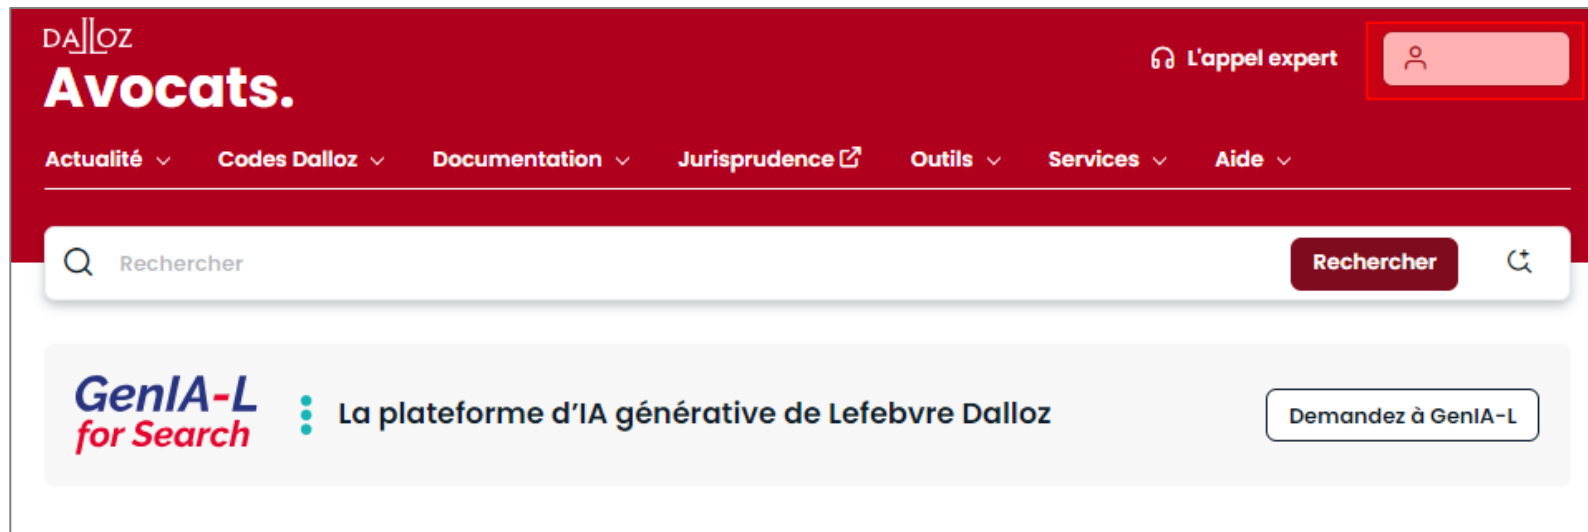 DALLOZ
Avocats.
L'appel expert
Actualité Codes Dalloz Documentation Jurisprudence Outils Services Aide
Rechercher Rechercher
GenIA-L
for Search
La plateforme d’IA générative de Lefebvre Dalloz
Demandez à GenIA-L